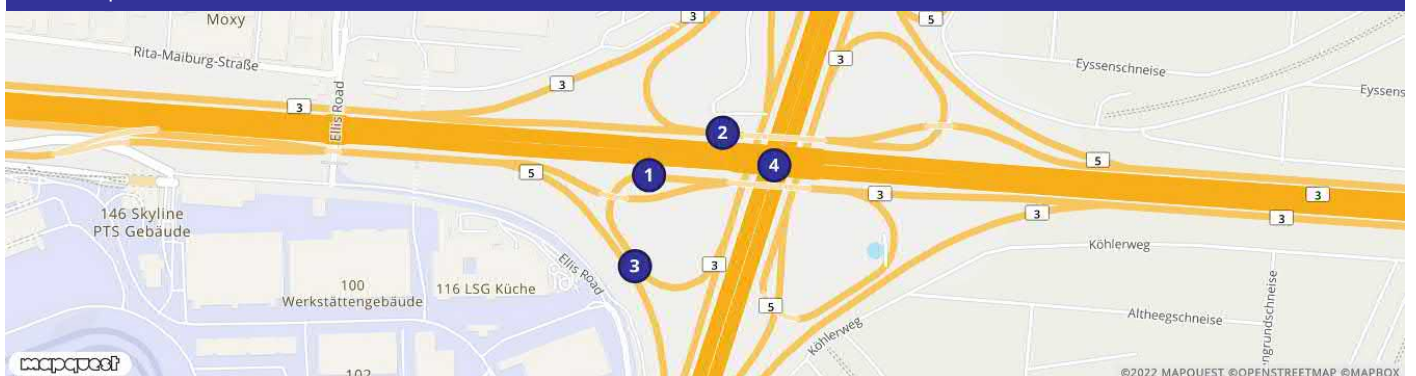 Moxy
3
5
Rita-Maiburg-Straße
3
3
3
Ellis Road
Eyssenschneise
2
5
1
4
5
3
3
3
3
146 Skyline
PTS Gebäude
Köhlerweg
Ellis Road
3
3
100
Werkstättengebäude
116 LSG Küche
5
Altheegschneise
Köhlerweg
mapquest
102
©2022 MAPQUEST ©OPENSTREETMAP ©MAPBOX